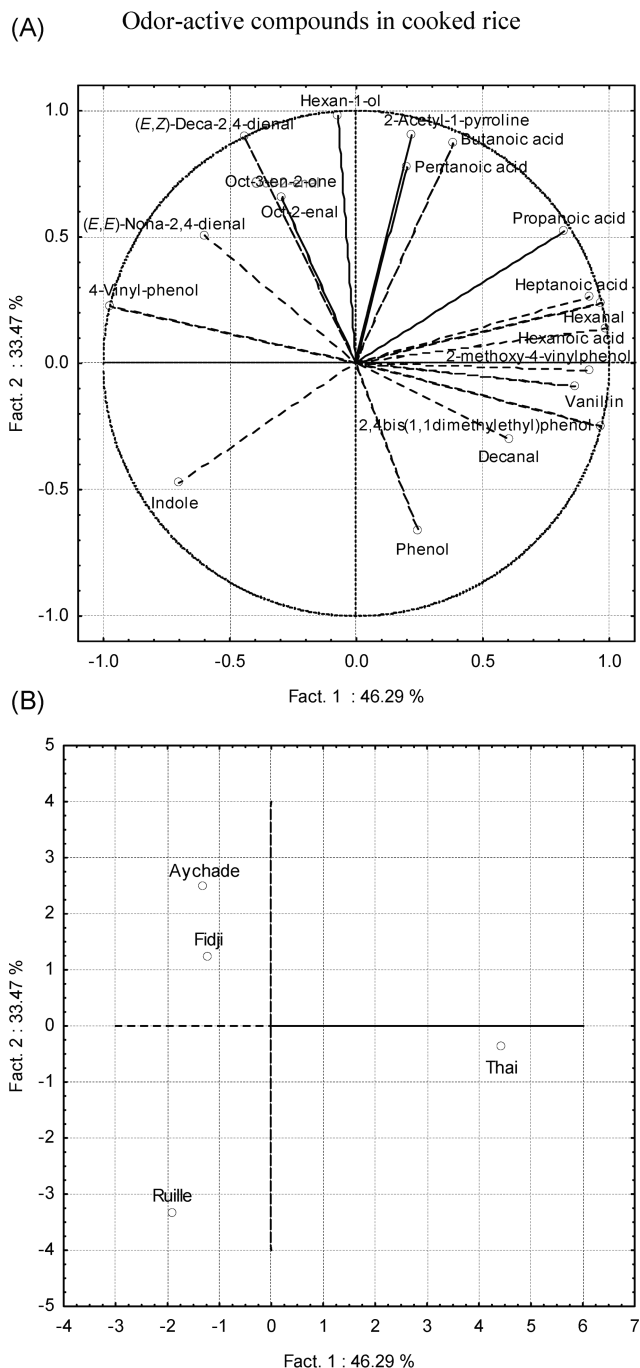 Odor-active compounds in cooked rice
(A)
Hexan-1-ol
(E,Z)-Deca-2,4-dienal
2-Acetyl-1-pyrroline
Butanoic acid
Pentanoic acid
Oct-3-en-2-one
Oct-2-enal
(E,E)-Nona-2,4-dienal
Propanoic acid
4-Vinyl-phenol
Heptanoic acid
Hexanal
Hexanoic acid
2-methoxy-4-vinylphenol
Vanillin
2,4bis(1,1dimethylethyl)phenol
Decanal
Indole
Phenol
1.0
0.5
0.0
-0.5
-1.0
Fact. 2 : 33.47 %
-1.0 -0.5 0.0 0.5 1.0
Fact. 1 : 46.29 %
(B)
5
4
3
2
1
0
-1
-2
-3
-4
-5
Fact. 2 : 33.47 %
Aychade
Fidji
Thai
Ruille
-4 -3 -2 -1 0 1 2 3 4 5 6 7
Fact. 1 : 46.29 %